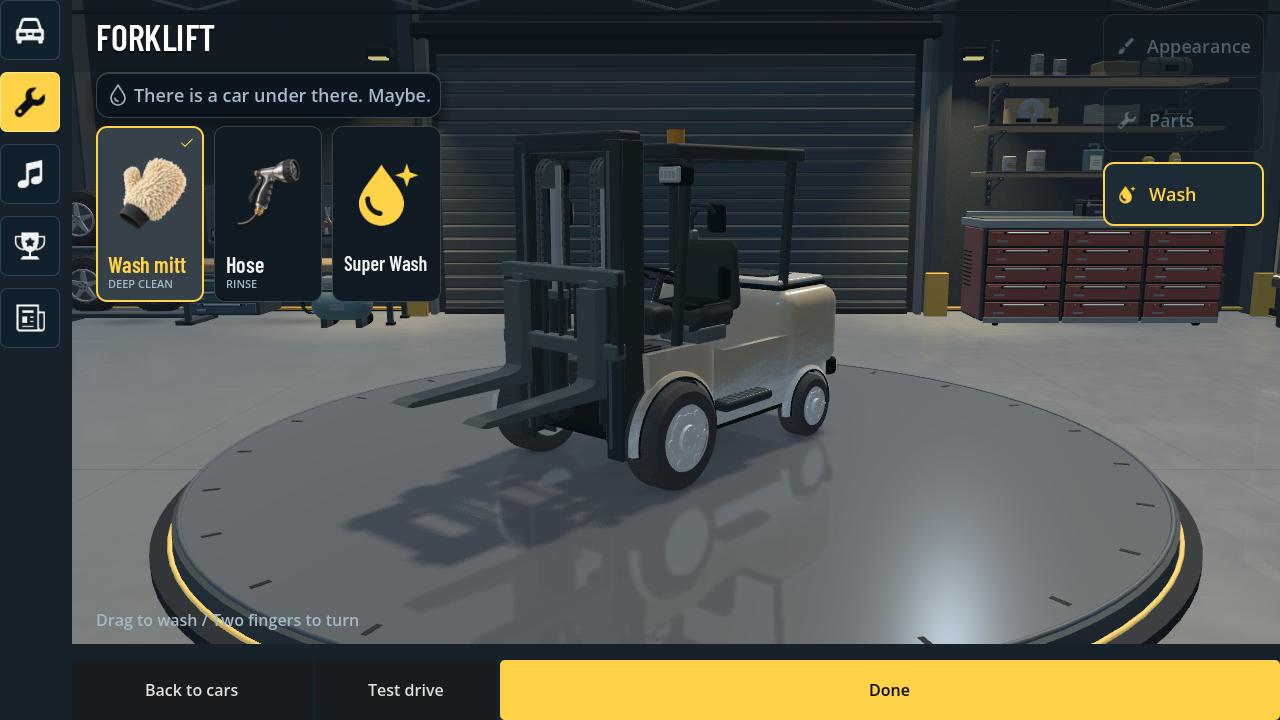 FORKLIFT
There is a car under there. Maybe.
Wash mitt
DEEP CLEAN
Hose
RINSE
Super Wash
Appearance
Parts
Wash
Drag to wash / Two fingers to turn
Back to cars
Test drive
Done